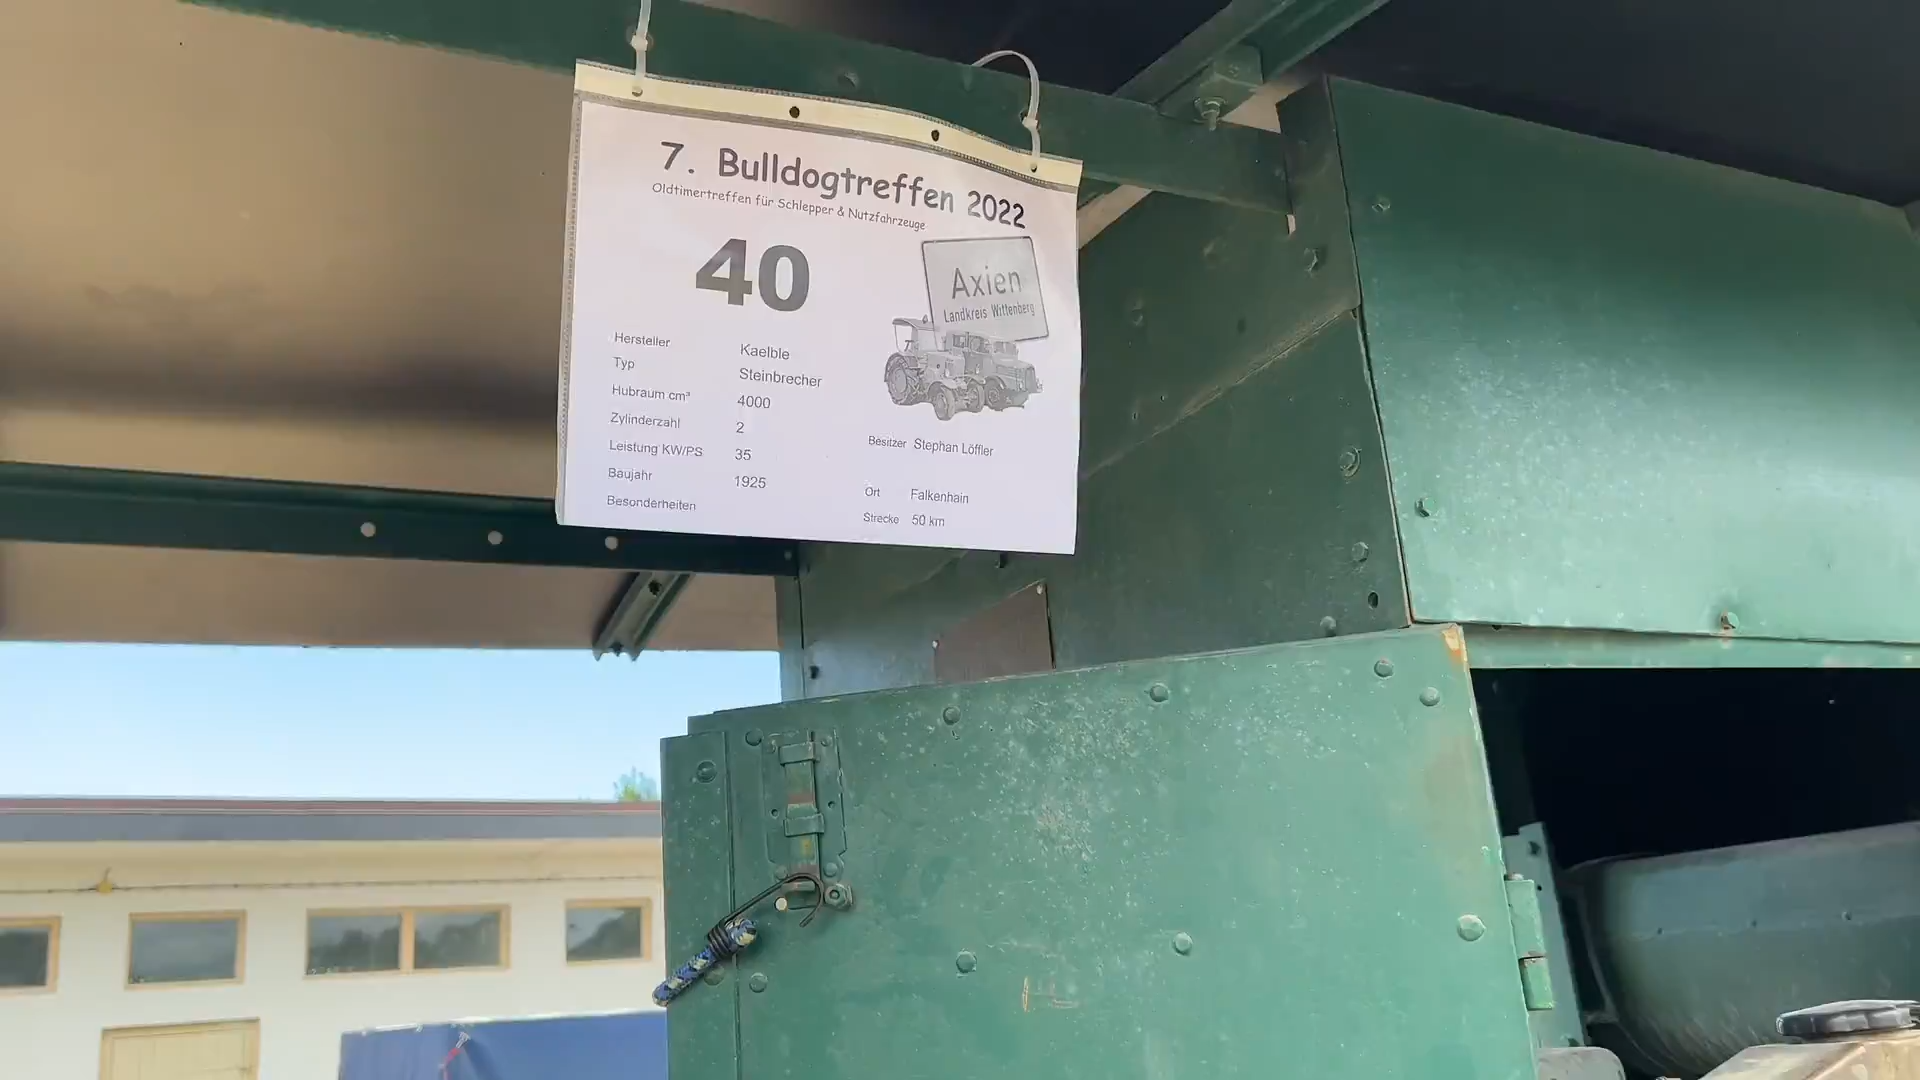 7. Bulldogtreffen 2022
Oldtimertreffen für Schlepper & Nutzfahrzeuge
40
Axien
Landkreis Wittenberg
Hersteller Kaelble
Typ Steinbrecher
Hubraum cm³ 4000
Zylinderzahl 2
Leistung KW/PS 35
Baujahr 1925
Besonderheiten
Besitzer Stephan Löffler
Ort Falkenhain
Strecke 50 km